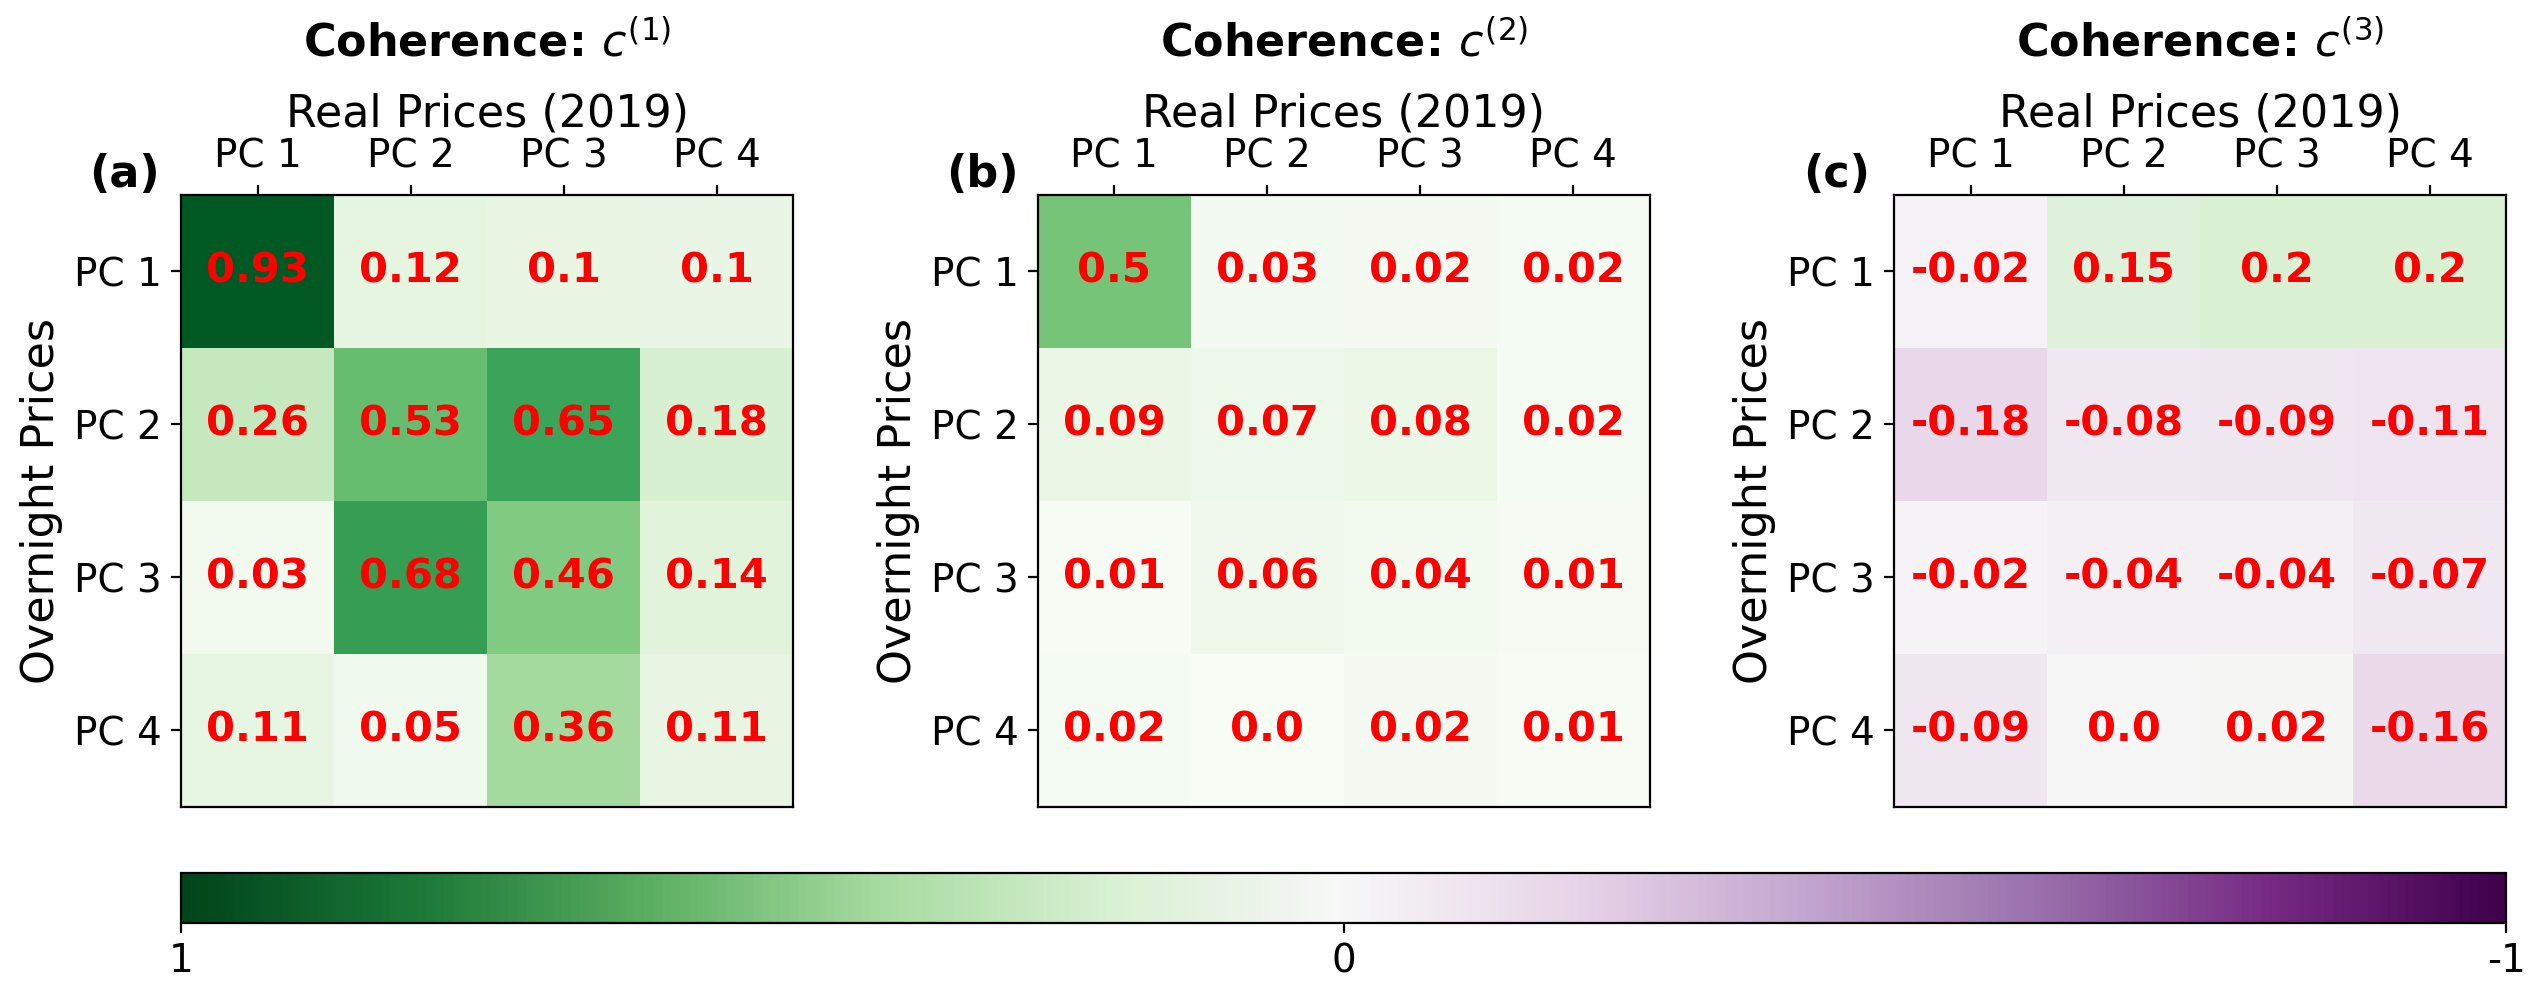 Coherence: c^(1)
Real Prices (2019)
(a) PC 1 PC 2 PC 3 PC 4
Overnight Prices
PC 1 0.93 0.12 0.1 0.1
PC 2 0.26 0.53 0.65 0.18
PC 3 0.03 0.68 0.46 0.14
PC 4 0.11 0.05 0.36 0.11
Coherence: c^(2)
Real Prices (2019)
(b) PC 1 PC 2 PC 3 PC 4
Overnight Prices
PC 1 0.5 0.03 0.02 0.02
PC 2 0.09 0.07 0.08 0.02
PC 3 0.01 0.06 0.04 0.01
PC 4 0.02 0.0 0.02 0.01
Coherence: c^(3)
Real Prices (2019)
(c) PC 1 PC 2 PC 3 PC 4
Overnight Prices
PC 1 -0.02 0.15 0.2 0.2
PC 2 -0.18 -0.08 -0.09 -0.11
PC 3 -0.02 -0.04 -0.04 -0.07
PC 4 -0.09 0.0 0.02 -0.16
1 0 -1